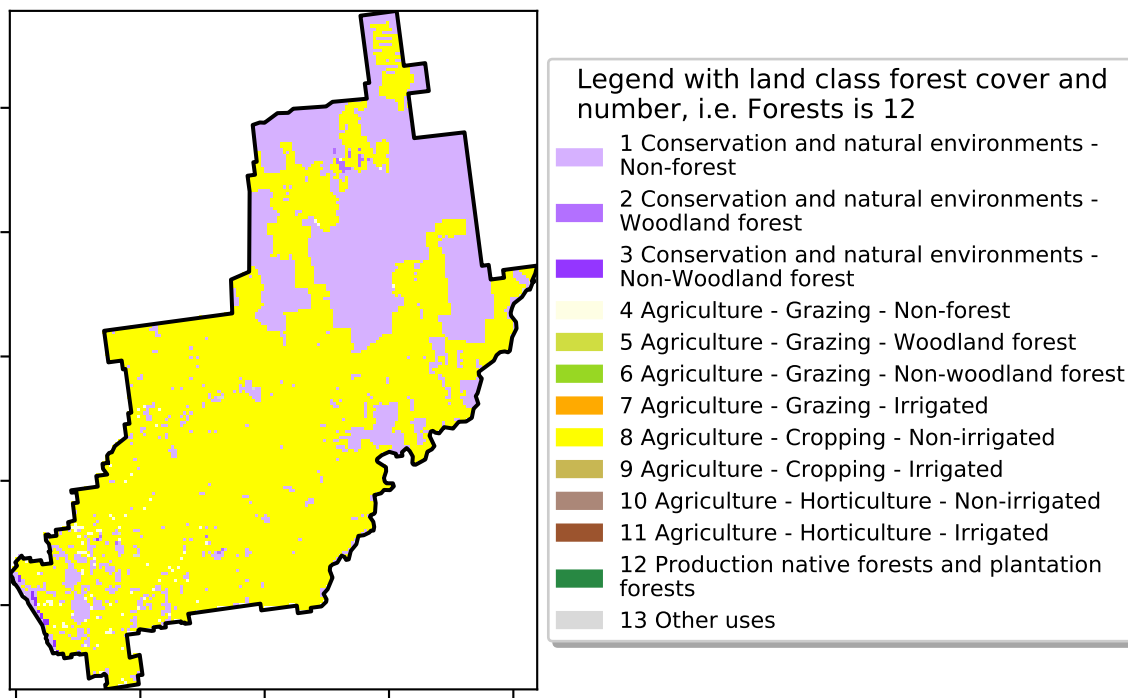 Legend with land class forest cover and
number, i.e. Forests is 12
1 Conservation and natural environments -
Non-forest
2 Conservation and natural environments -
Woodland forest
3 Conservation and natural environments -
Non-Woodland forest
4 Agriculture - Grazing - Non-forest
5 Agriculture - Grazing - Woodland forest
6 Agriculture - Grazing - Non-woodland forest
7 Agriculture - Grazing - Irrigated
8 Agriculture - Cropping - Non-irrigated
9 Agriculture - Cropping - Irrigated
10 Agriculture - Horticulture - Non-irrigated
11 Agriculture - Horticulture - Irrigated
12 Production native forests and plantation
forests
13 Other uses